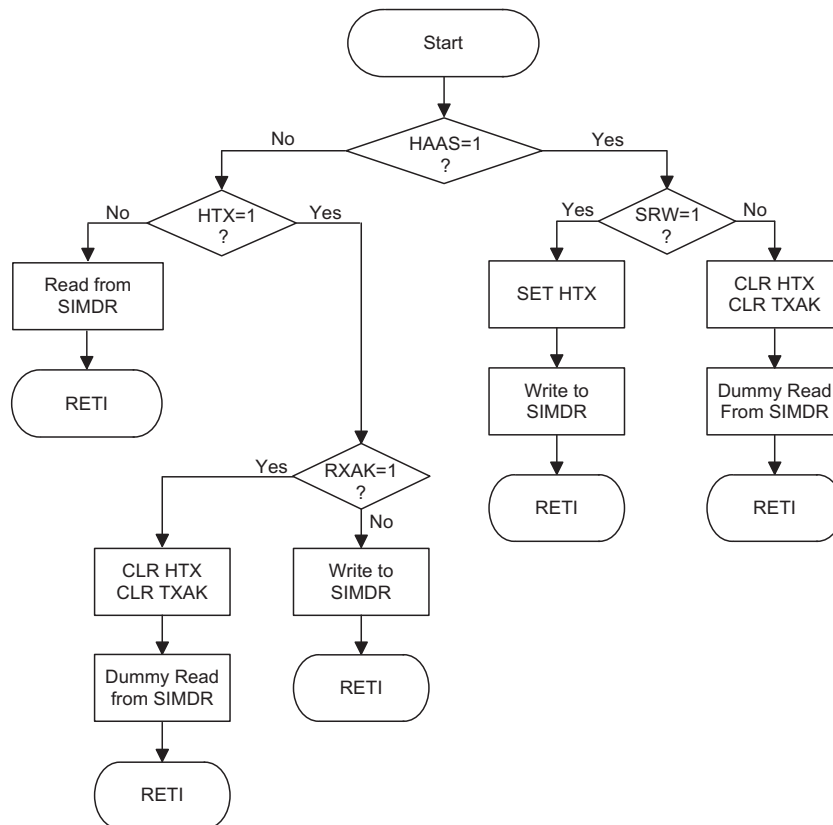 Start
No
HAAS=1
?
Yes
No
HTX=1
?
Yes
Yes
SRW=1
?
No
Read from
SIMDR
SET HTX
CLR HTX
CLR TXAK
RETI
Write to
SIMDR
Dummy Read
From SIMDR
Yes
RXAK=1
?
No
RETI
RETI
CLR HTX
CLR TXAK
Write to
SIMDR
Dummy Read
from SIMDR
RETI
RETI